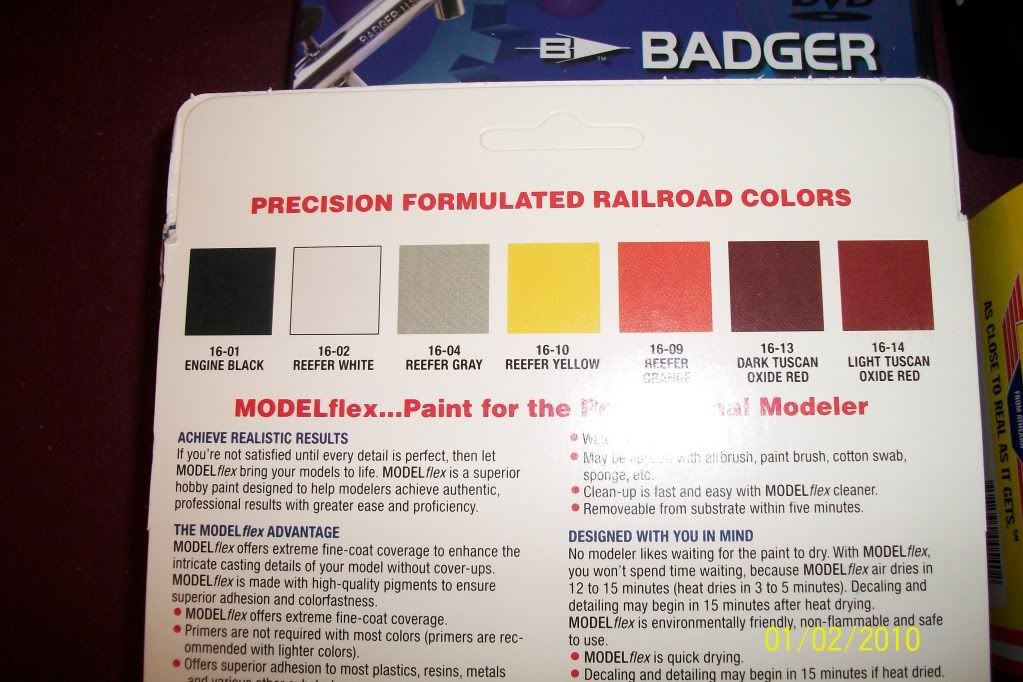 DVD
BADGER
B TM BADGER
PRECISION FORMULATED RAILROAD COLORS
16-01 16-02 16-04 16-10 16-09 16-13 16-14
ENGINE BLACK REEFER WHITE REEFER GRAY REEFER YELLOW REEFER DARK TUSCAN LIGHT TUSCAN
ORANGE OXIDE RED OXIDE RED
MODELflex...Paint for the Modeler
ACHIEVE REALISTIC RESULTS
If you're not satisfied until every detail is perfect, then let
MODELflex bring your models to life. MODELflex is a superior
hobby paint designed to help modelers achieve authentic,
professional results with greater ease and proficiency.
THE MODELflex ADVANTAGE
MODELflex offers extreme fine-coat coverage to enhance the
intricate casting details of your model without cover-ups.
MODELflex is made with high-quality pigments to ensure
superior adhesion and colorfastness.
• MODELflex offers extreme fine-coat coverage.
• Primers are not required with most colors (primers are rec-
ommended with lighter colors).
• Offers superior adhesion to most plastics, resins, metals
and various other
• May be with airbrush, paint brush, cotton swab,
sponge, etc.
• Clean-up is fast and easy with MODELflex cleaner.
• Removeable from substrate within five minutes.
DESIGNED WITH YOU IN MIND
No modeler likes waiting for the paint to dry. With MODELflex,
you won't spend time waiting, because MODELflex air dries in
12 to 15 minutes (heat dries in 3 to 5 minutes). Decaling and
detailing may begin in 15 minutes after heat drying.
MODELflex is environmentally friendly, non-flammable and safe
to use.
• MODELflex is quick drying.
• Decaling and detailing may begin in 15 minutes if heat dried.
AS CLOSE TO REAL AS IT GETS.
01/02/2010